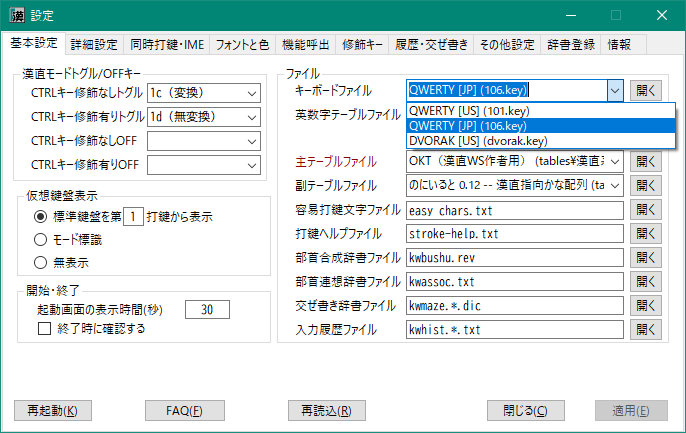 設定
基本設定 詳細設定 同時打鍵・IME フォントと色 機能呼出 修飾キー 履歴・交ぜ書き その他設定 辞書登録 情報
漢直モードトグル/OFFキー
CTRLキー修飾なしトグル 1c (変換)
CTRLキー修飾有りトグル 1d (無変換)
CTRLキー修飾なしOFF
CTRLキー修飾有りOFF
仮想鍵盤表示
標準鍵盤を第 1 打鍵から表示
モード標識
無表示
開始・終了
起動画面の表示時間(秒) 30
終了時に確認する
ファイル
キーボードファイル QWERTY [JP] (106.key) 開く
QWERTY [US] (101.key)
QWERTY [JP] (106.key)
DVORAK [US] (dvorak.key)
英数字テーブルファイル
主テーブルファイル OKT (漢直WS作者用) (tables¥漢直 開く
副テーブルファイル のにいると 0.12 -- 漢直指向かな配列 (ta 開く
容易打鍵文字ファイル easy_chars.txt 開く
打鍵ヘルプファイル stroke-help.txt 開く
部首合成辞書ファイル kwbushu.rev 開く
部首連想辞書ファイル kwassoc.txt 開く
交ぜ書き辞書ファイル kwmaze.*.dic 開く
入力履歴ファイル kwhist.*.txt 開く
再起動(K) FAQ(F) 再読込(R) 閉じる(C) 適用(E)